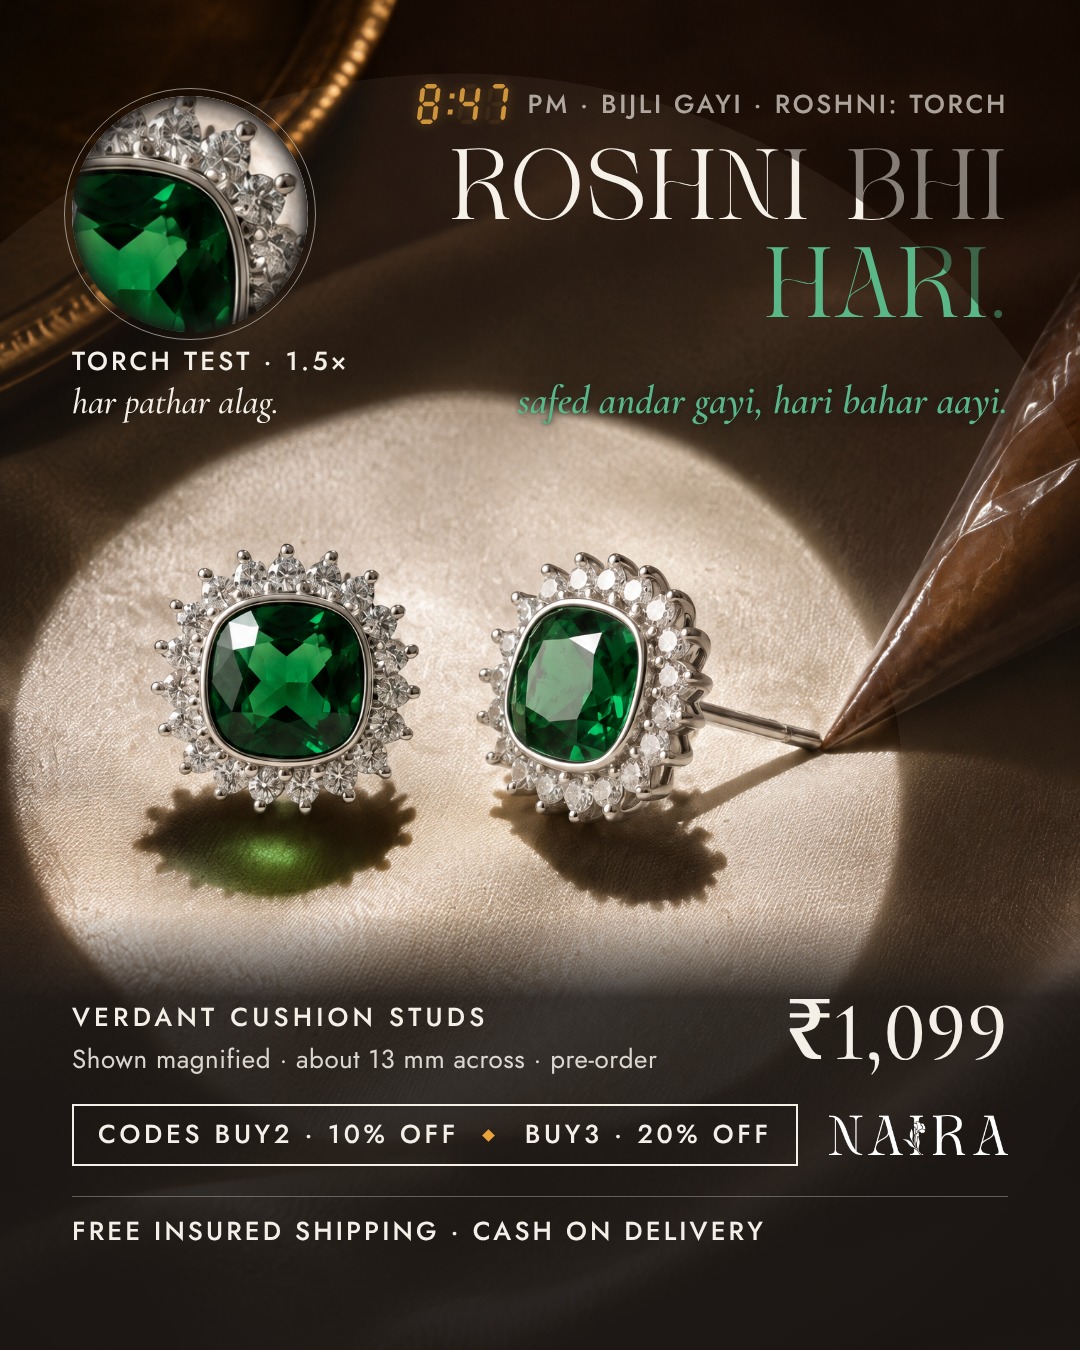 8:47 PM · BIJLI GAYI · ROSHNI: TORCH
ROSHNI BHI
HARI.
TORCH TEST · 1.5×
har pathar alag.
safed andar gayi, hari bahar aayi.
VERDANT CUSHION STUDS
₹1,099
Shown magnified · about 13 mm across · pre-order
CODES BUY2 · 10% OFF ◆ BUY3 · 20% OFF
NAIRA
FREE INSURED SHIPPING · CASH ON DELIVERY